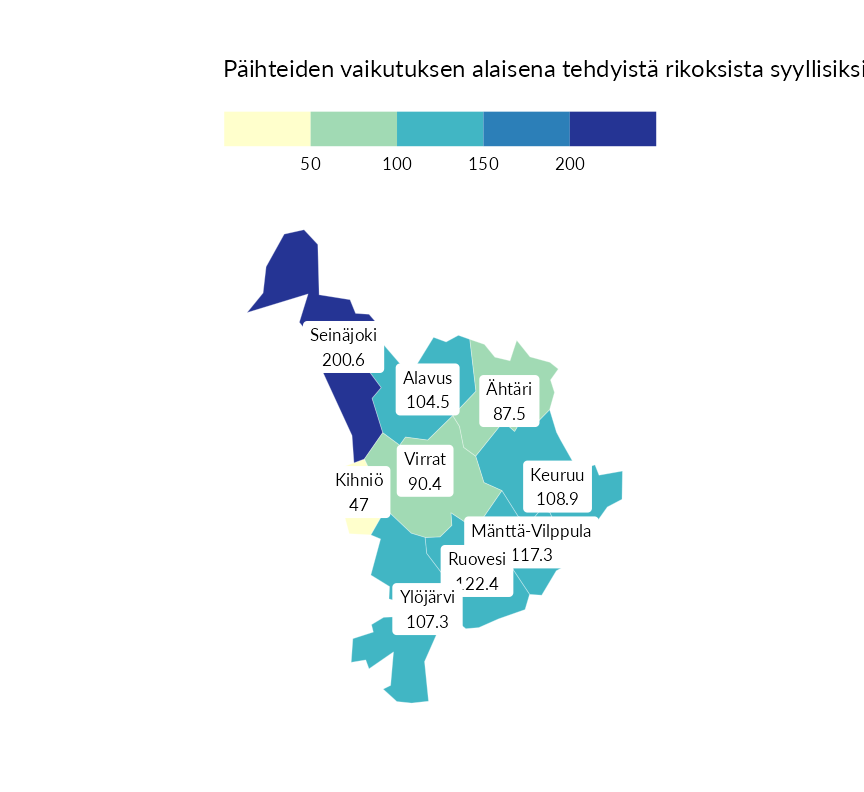 Päihteiden vaikutuksen alaisena tehdyistä rikoksista
50 100 150 200
Seinäjoki
200.6
Alavus
104.5
Ähtäri
87.5
Virrat
90.4
Kihniö
47
Keuruu
108.9
Mänttä-Vilppula
117.3
Ruovesi
122.4
Ylöjärvi
107.3